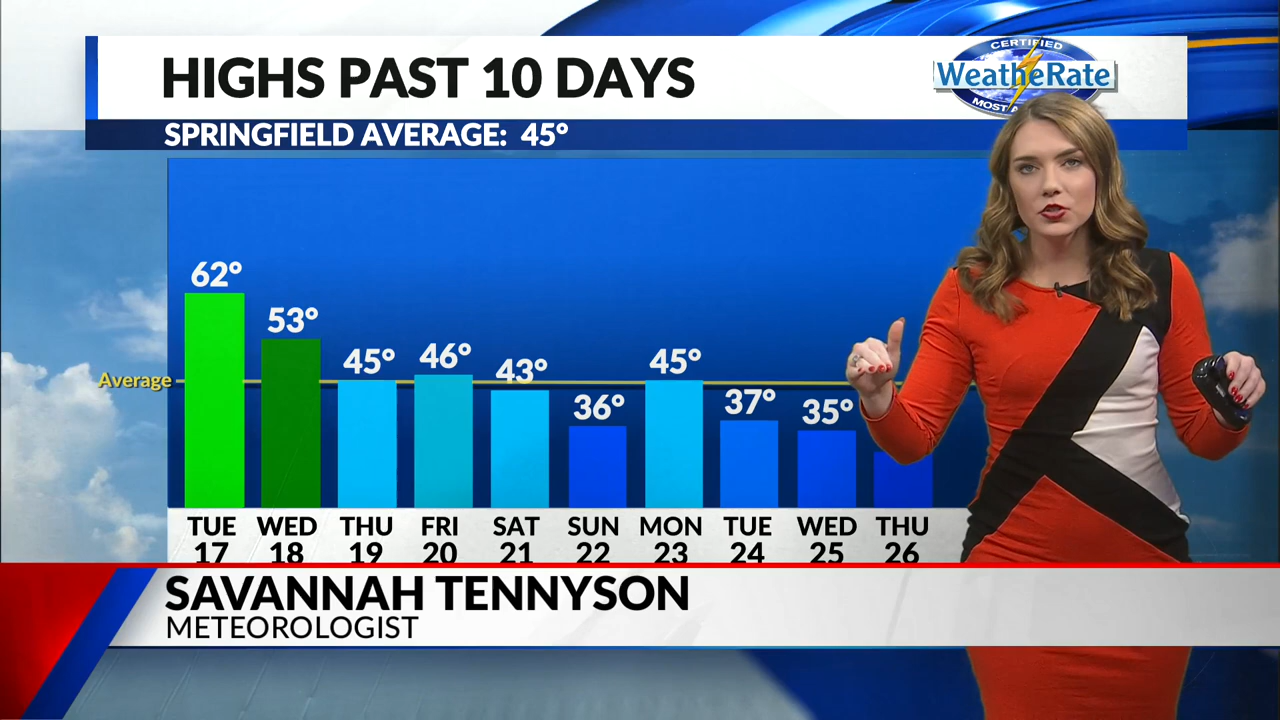 HIGHS PAST 10 DAYS
CERTIFIED
WeatheRate
MOST
SPRINGFIELD AVERAGE: 45°
62°
53°
45°
46°
43°
36°
45°
37°
35°
Average
TUE WED THU FRI SAT SUN MON TUE WED THU
17 18 19 20 21 22 23 24 25 26
SAVANNAH TENNYSON
METEOROLOGIST